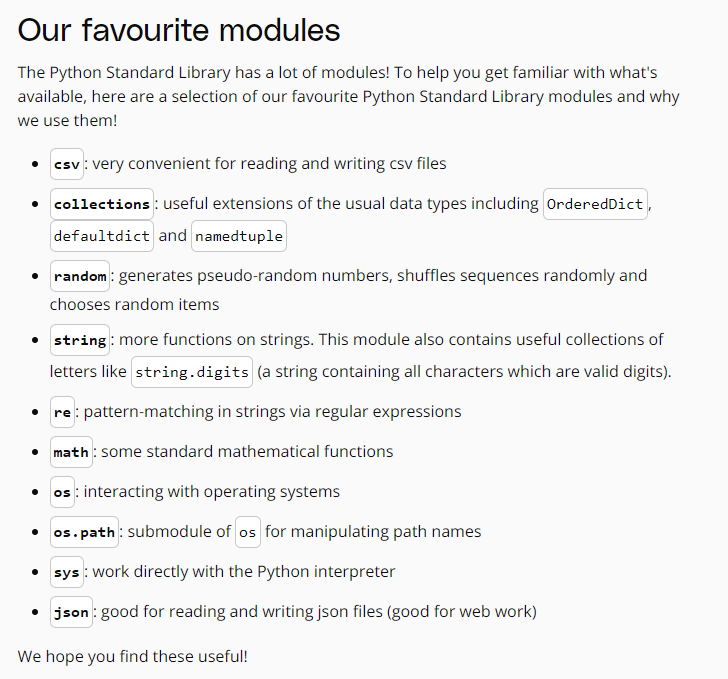 Our favourite modules
The Python Standard Library has a lot of modules! To help you get familiar with what's
available, here are a selection of our favourite Python Standard Library modules and why
we use them!
• csv: very convenient for reading and writing csv files
• collections: useful extensions of the usual data types including OrderedDict,
defaultdict and namedtuple
• random: generates pseudo-random numbers, shuffles sequences randomly and
chooses random items
• string: more functions on strings. This module also contains useful collections of
letters like string.digits (a string containing all characters which are valid digits).
• re: pattern-matching in strings via regular expressions
• math: some standard mathematical functions
• os: interacting with operating systems
• os.path: submodule of os for manipulating path names
• sys: work directly with the Python interpreter
• json: good for reading and writing json files (good for web work)
We hope you find these useful!